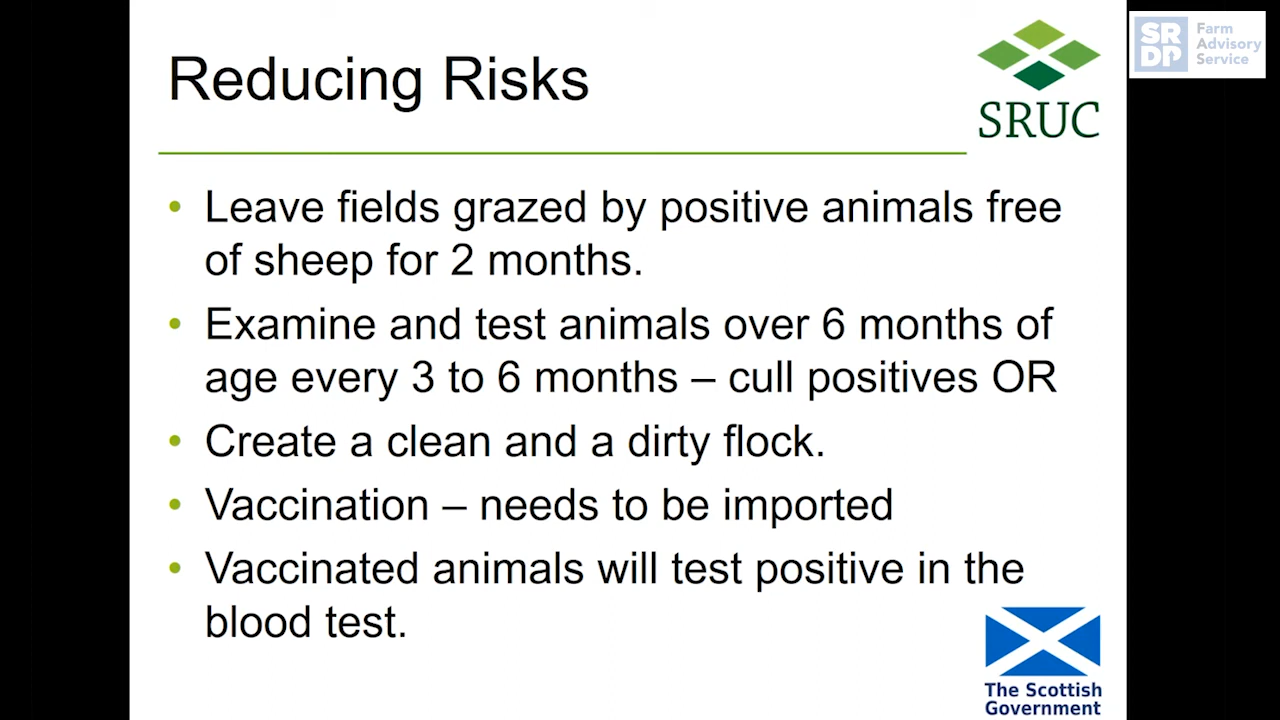 Reducing Risks
SRUC
SRDP
Farm
Advisory
Service
• Leave fields grazed by positive animals free
of sheep for 2 months.
• Examine and test animals over 6 months of
age every 3 to 6 months – cull positives OR
• Create a clean and a dirty flock.
• Vaccination – needs to be imported
• Vaccinated animals will test positive in the
blood test.
The Scottish
Government